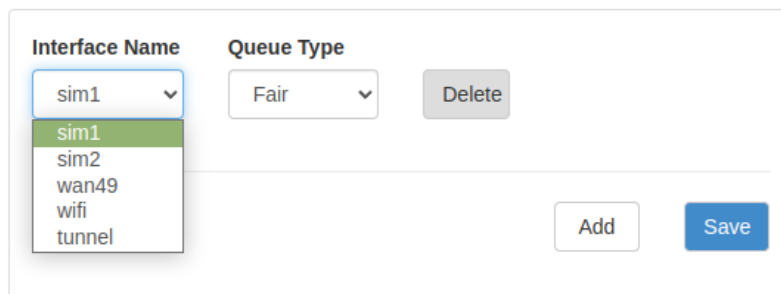 Interface Name Queue Type
sim1 Fair Delete
sim1
sim2
wan49
wifi
tunnel
Add Save